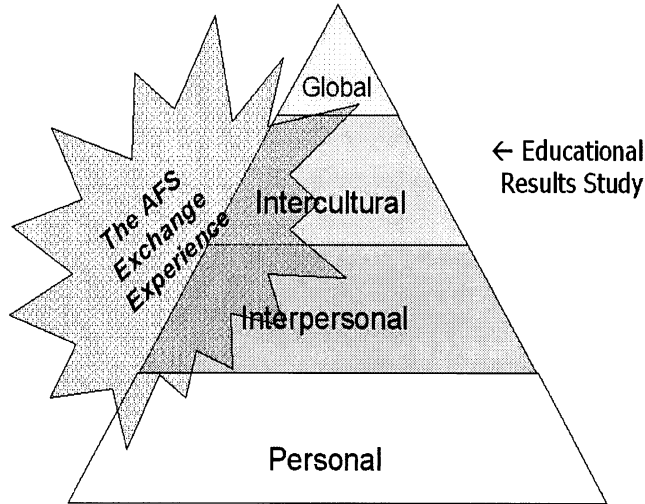 Global
← Educational
Results Study
The AFS
Exchange
Experience
Intercultural
Interpersonal
Personal